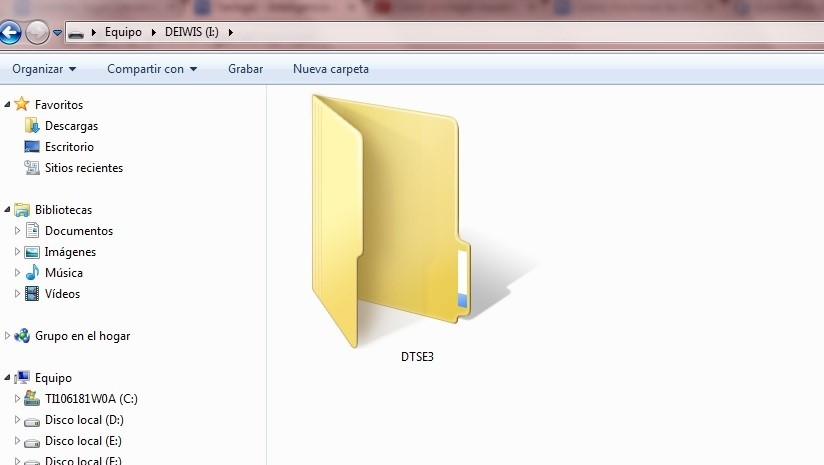 Equipo DEIWIS (I:)
Organizar Compartir con Grabar Nueva carpeta
Favoritos
Descargas
Escritorio
Sitios recientes
Bibliotecas
Documentos
Imágenes
Música
Vídeos
Grupo en el hogar
Equipo
TI106181W0A (C:)
Disco local (D:)
Disco local (E:)
Disco local (F:)
DTSE3